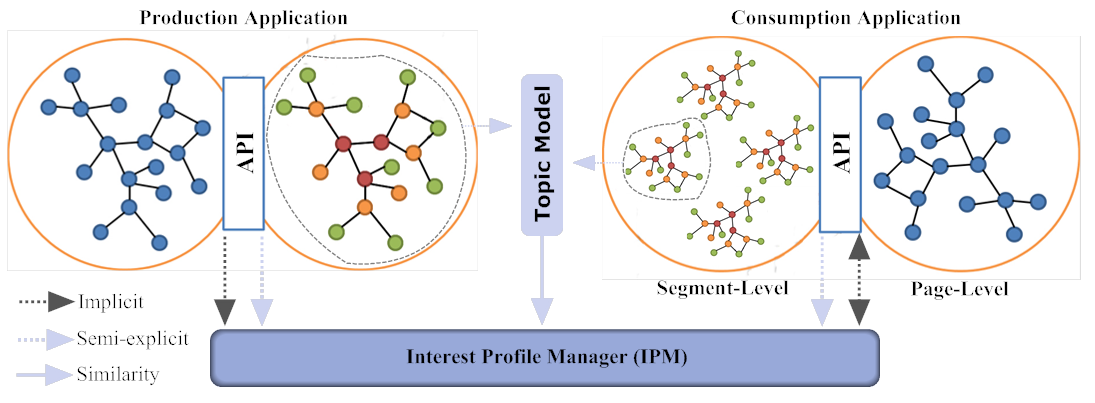 Production Application
Consumption Application
API
Topic Model
API
Segment-Level
Page-Level
Implicit
Semi-explicit
Similarity
Interest Profile Manager (IPM)